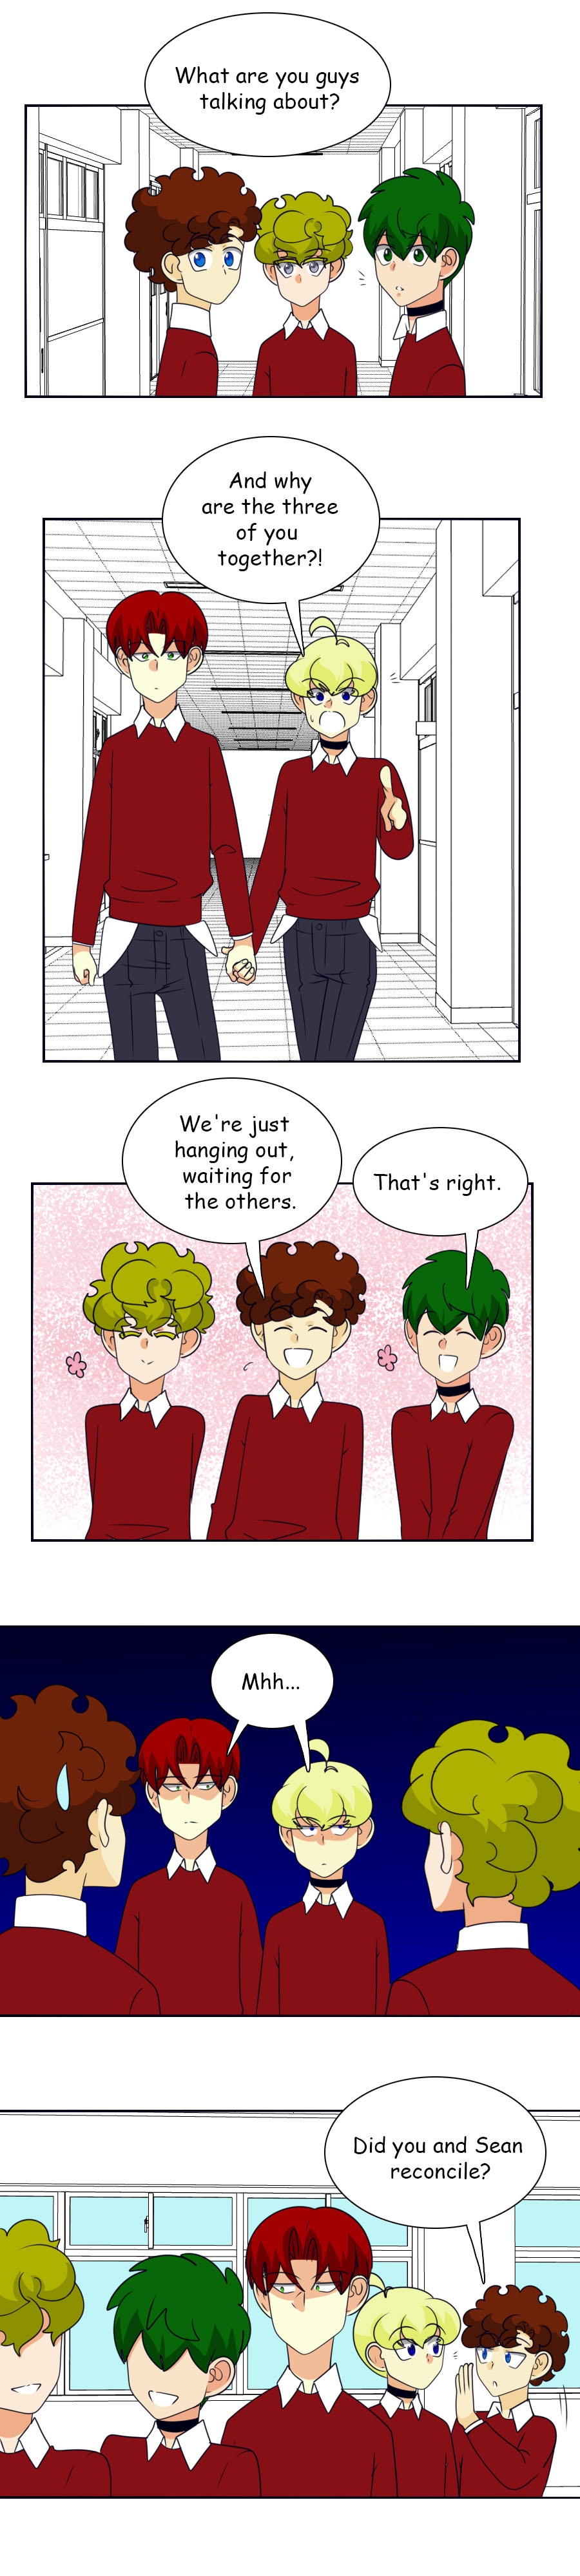 What are you guys
talking about?
And why
are the three
of you
together?!
We're just
hanging out,
waiting for
the others.
That's right.
Mhh...
Did you and Sean
reconcile?